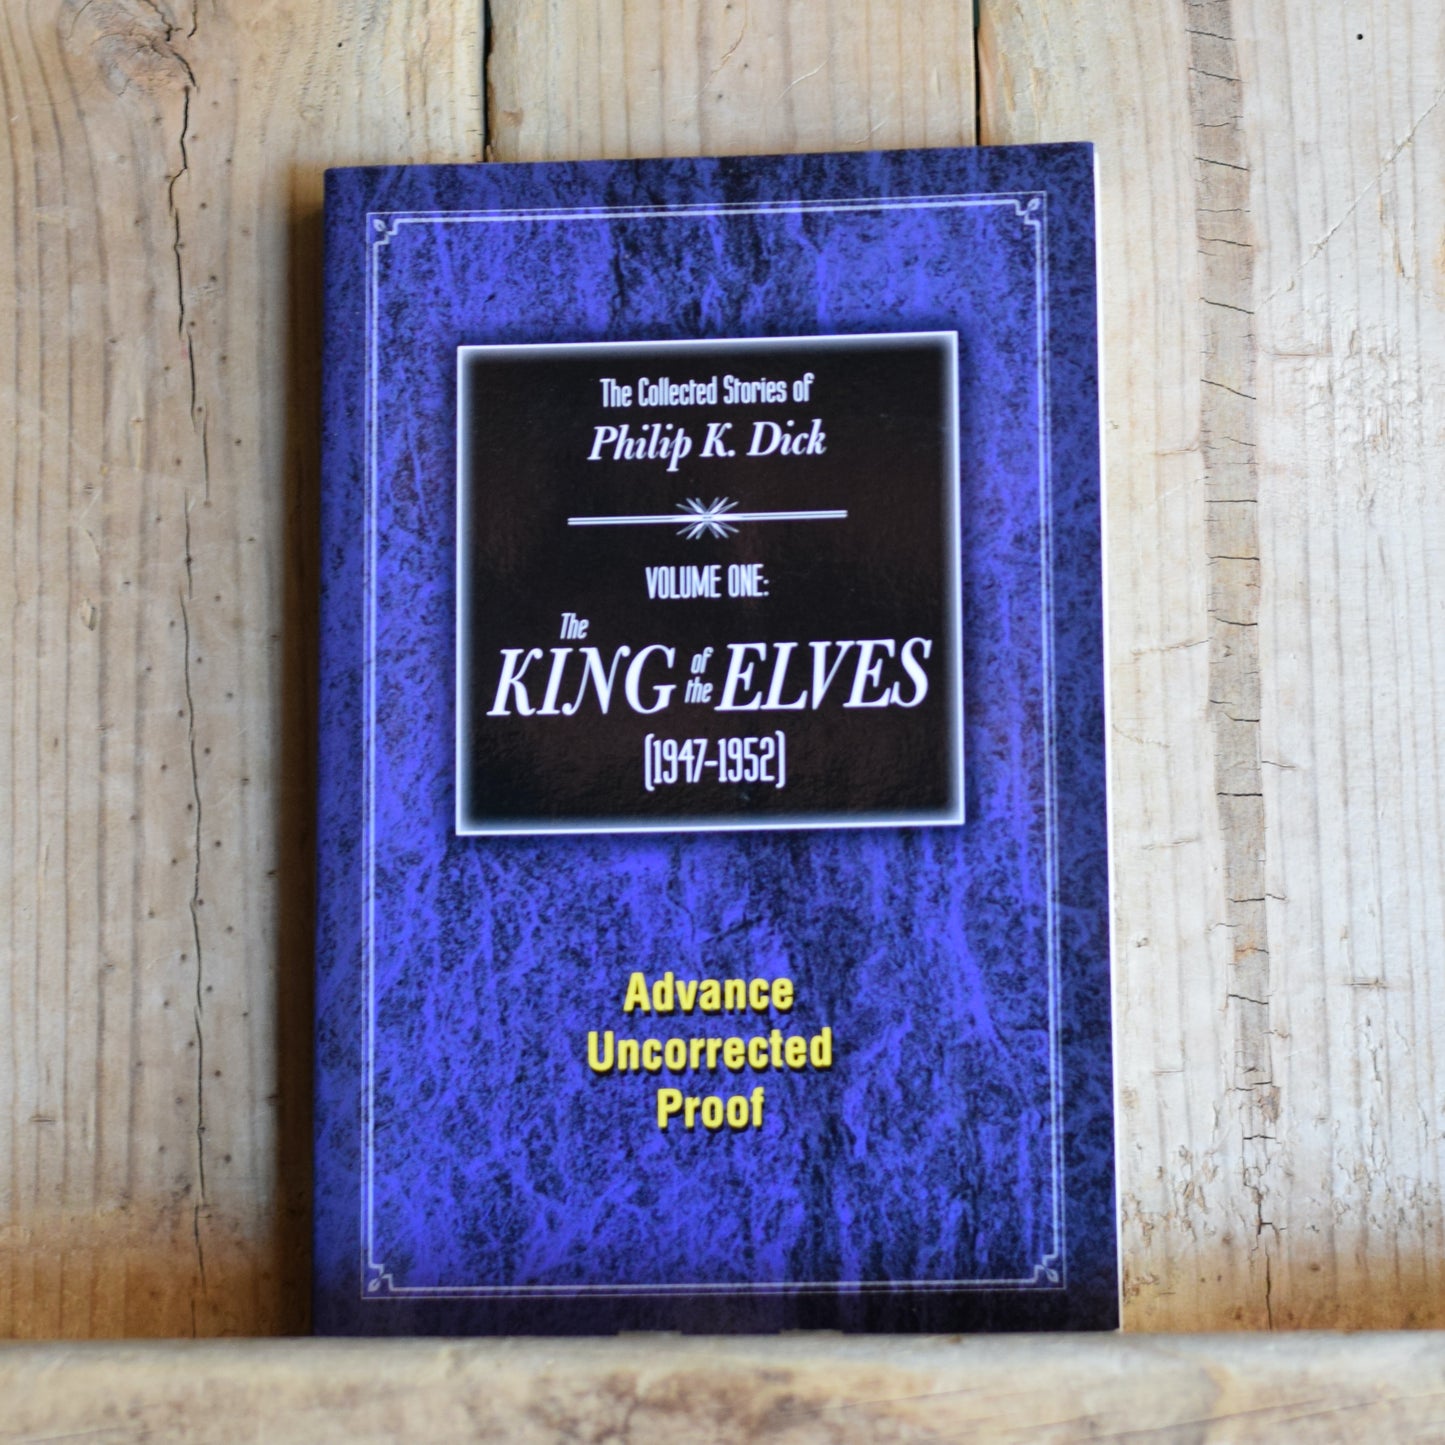 The Collected Stories of
Philip K. Dick
VOLUME ONE:
The
KING of the ELVES
(1947–1952)
Advance
Uncorrected
Proof